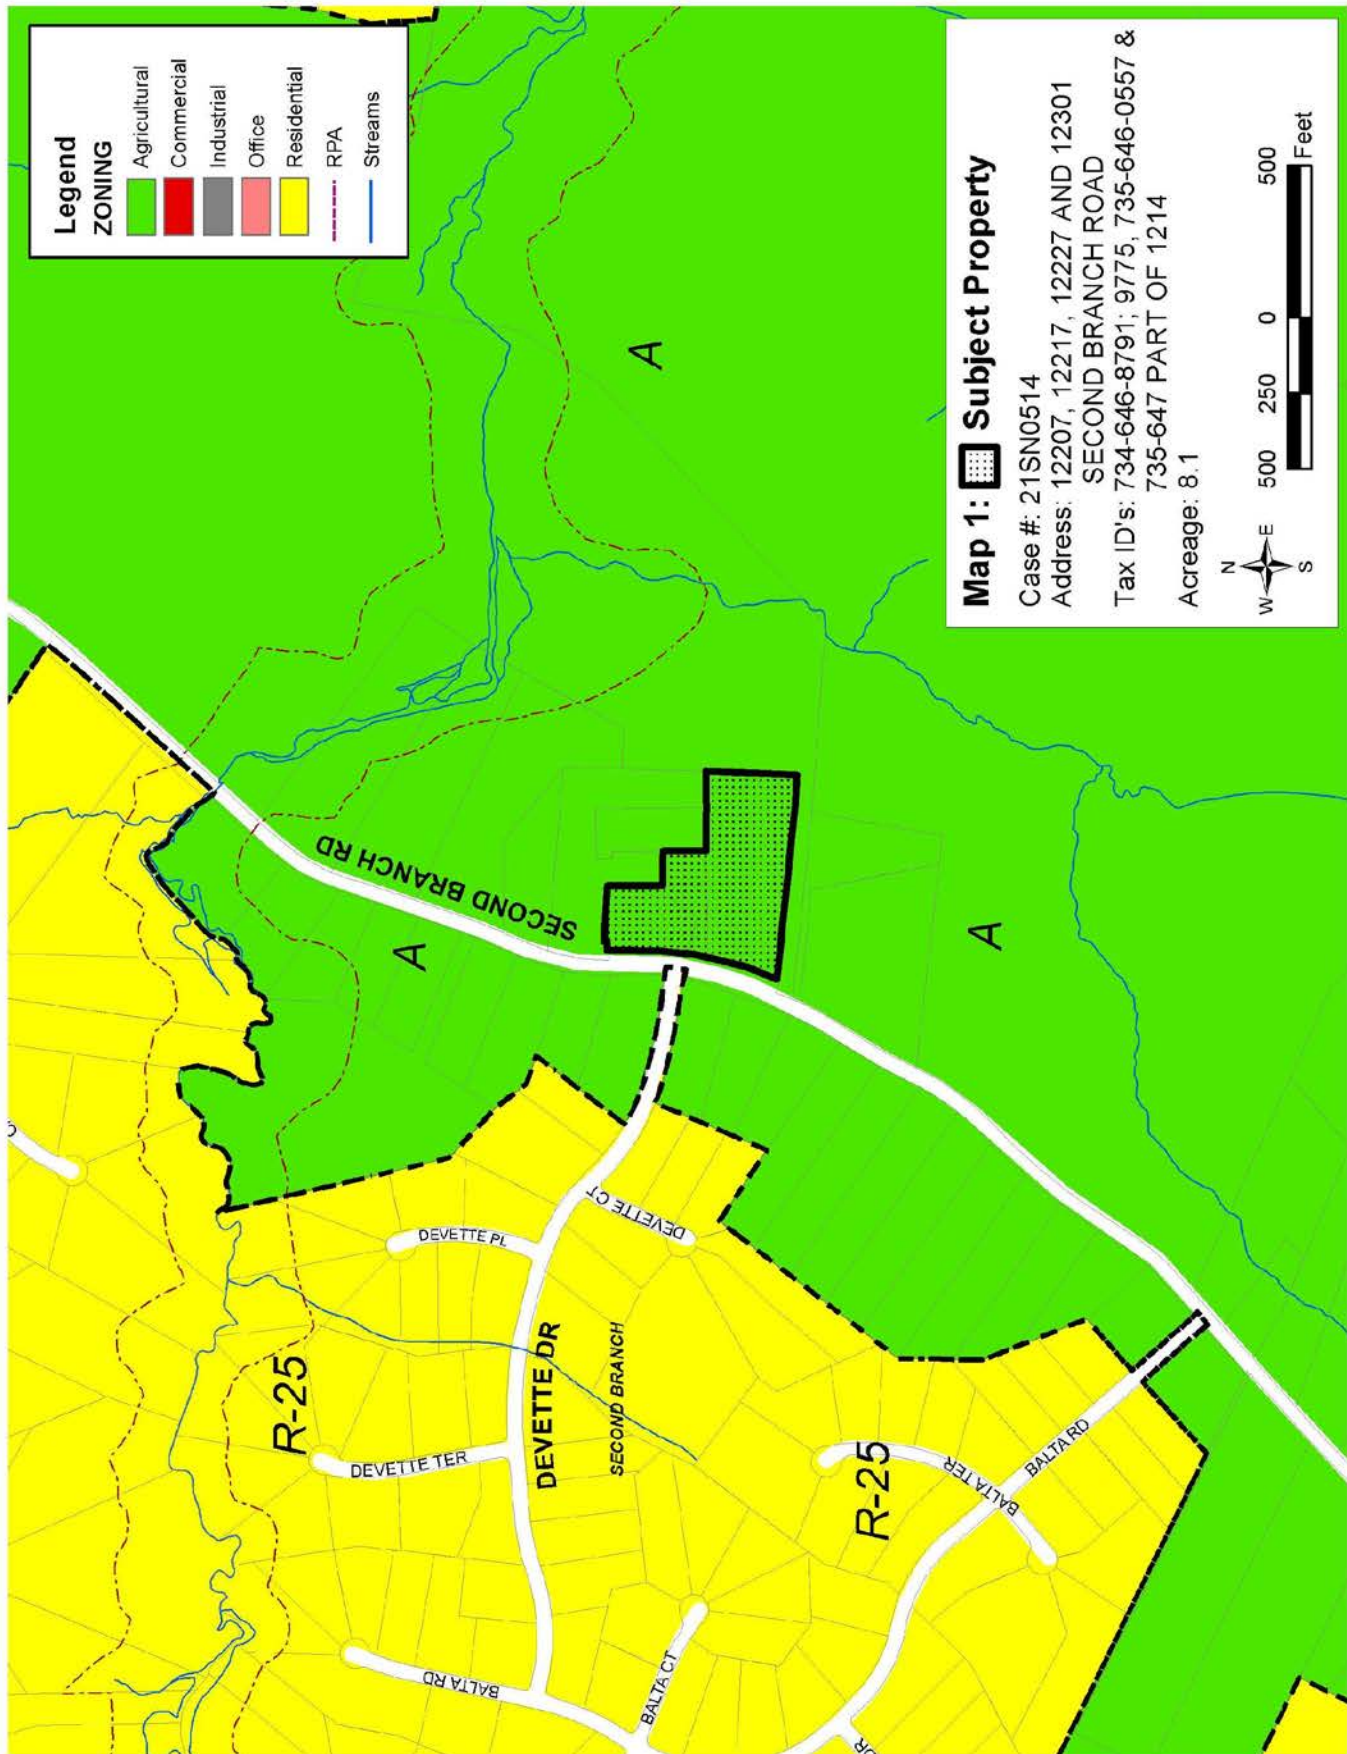 Legend
ZONING
Agricultural
Commercial
Industrial
Office
Residential
RPA
Streams
SECOND BRANCH RD
A
A
A
R-25
R-25
DEVETTE PL
DEVETTE CT
DEVETTE TER
DEVETTE DR
SECOND BRANCH
BALTA RD
BALTA TER
BALTA RD
BALTA CT
DR
Map 1: Subject Property
Case #: 21SN0514
Address: 12207, 12217, 12227 AND 12301
SECOND BRANCH ROAD
Tax ID's: 734-646-8791; 9775, 735-646-0557 &
735-647 PART OF 1214
Acreage: 8.1
N
W E
S
500 250 0 500
Feet